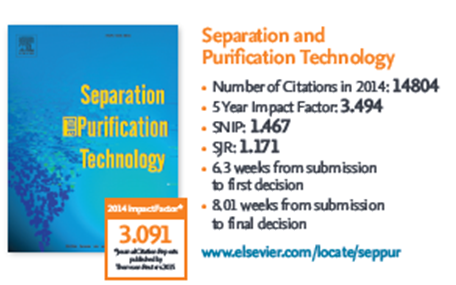 Separation
and Purification
Technology
2014 Impact Factor*
3.091
*Journal Citation Reports
published by
Thomson Reuters 2015
Separation and
Purification Technology
• Number of Citations in 2014: 14804
• 5 Year Impact Factor: 3.494
• SNIP: 1.467
• SJR: 1.171
• 6.3 weeks from submission
to first decision
• 8.01 weeks from submission
to final decision
www.elsevier.com/locate/seppur